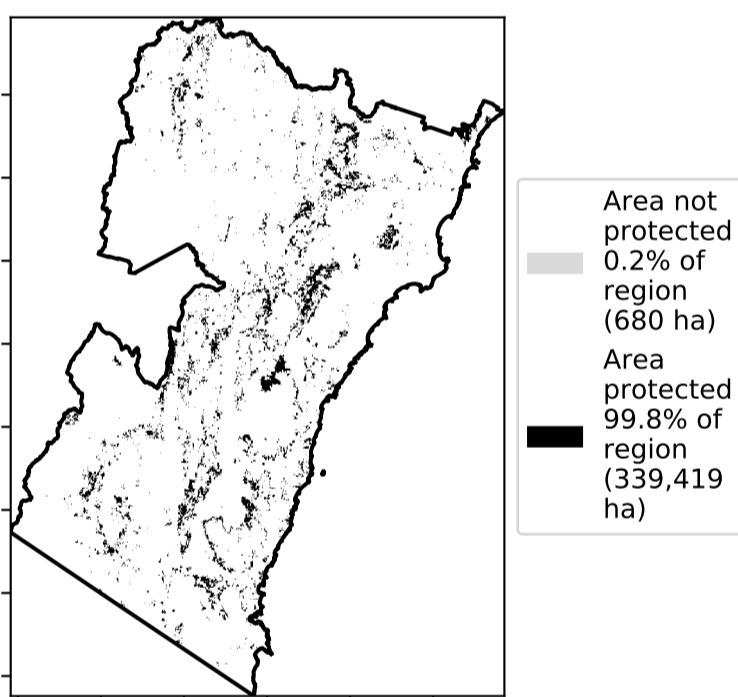 Area not
protected
0.2% of
region
(680 ha)
Area
protected
99.8% of
region
(339,419
ha)